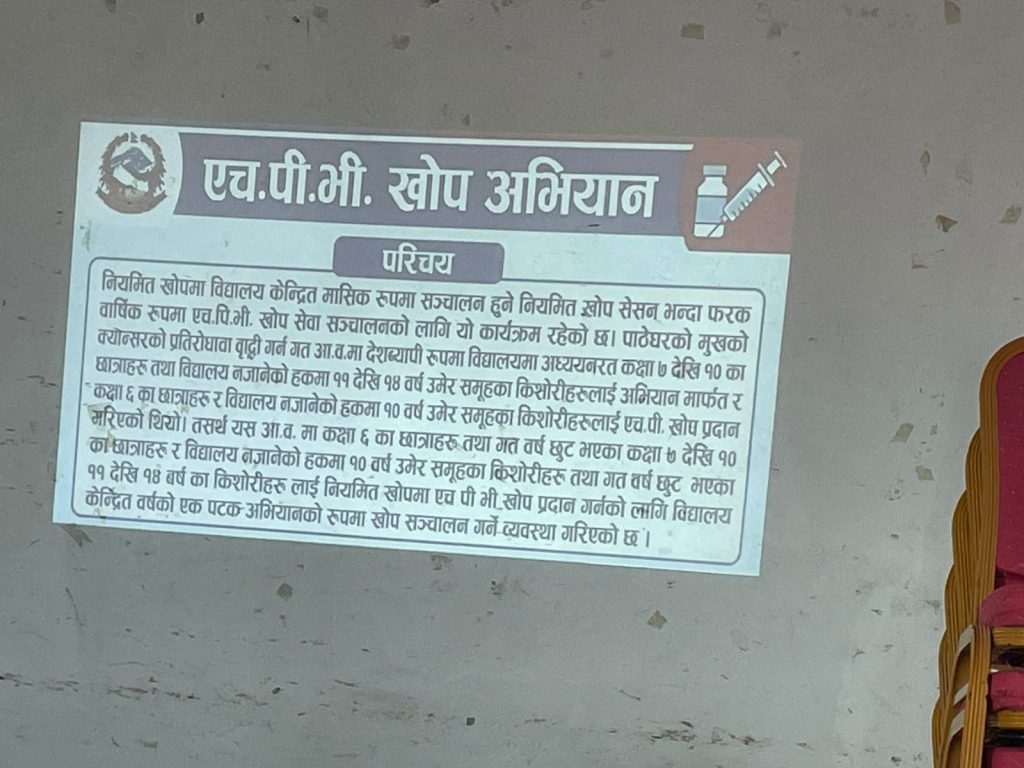 एच.पी.भी. खोप अभियान
परिचय
नियमित खोपमा विद्यालय केन्द्रित मासिक रूपमा सञ्चालन हुने नियमित खोप सेसन भन्दा फरक
वार्षिक रूपमा एच.पि.भी. खोप सेवा सञ्चालनको लागि यो कार्यक्रम रहेको छ। पाठेघरको मुखको
क्यान्सरको प्रतिरोधावा वृद्धी गर्न गत आ.व.मा देशब्यापी रूपमा विद्यालयमा अध्ययनरत कक्षा ७ देखि १० का
छात्राहरू तथा विद्यालय नजानेको हकमा ११ देखि १४ वर्ष उमेर समूहका किशोरीहरूलाई अभियान मार्फत र
कक्षा ६ का छात्राहरू र विद्यालय नजानेको हकमा १० वर्ष उमेर समूहका किशोरीहरूलाई एच.पी. खोप प्रदान
गरिएको थियो। तसर्थ यस आ.व. मा कक्षा ६ का छात्राहरू तथा गत वर्ष छुट भएका कक्षा ७ देखि १०
का छात्राहरू र विद्यालय नजानेको हकमा १० वर्ष उमेर समूहका किशोरीहरू तथा गत वर्ष छुट भएका
११ देखि १४ बर्ष का किशोरीहरू लाई नियमित खोपमा एच पी भी खोप प्रदान गर्नको लागि विद्यालय
केन्द्रित वर्षको एक पटक अभियानको रूपमा खोप सञ्चालन गर्ने व्यवस्था गरिएको छ ।